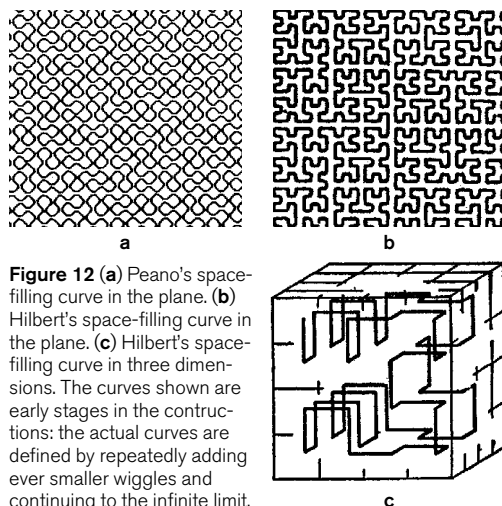 a
b
Figure 12 (a) Peano's space-
filling curve in the plane. (b)
Hilbert's space-filling curve in
the plane. (c) Hilbert's space-
filling curve in three dimen-
sions. The curves shown are
early stages in the contruc-
tions: the actual curves are
defined by repeatedly adding
ever smaller wiggles and
continuing to the infinite limit.
c